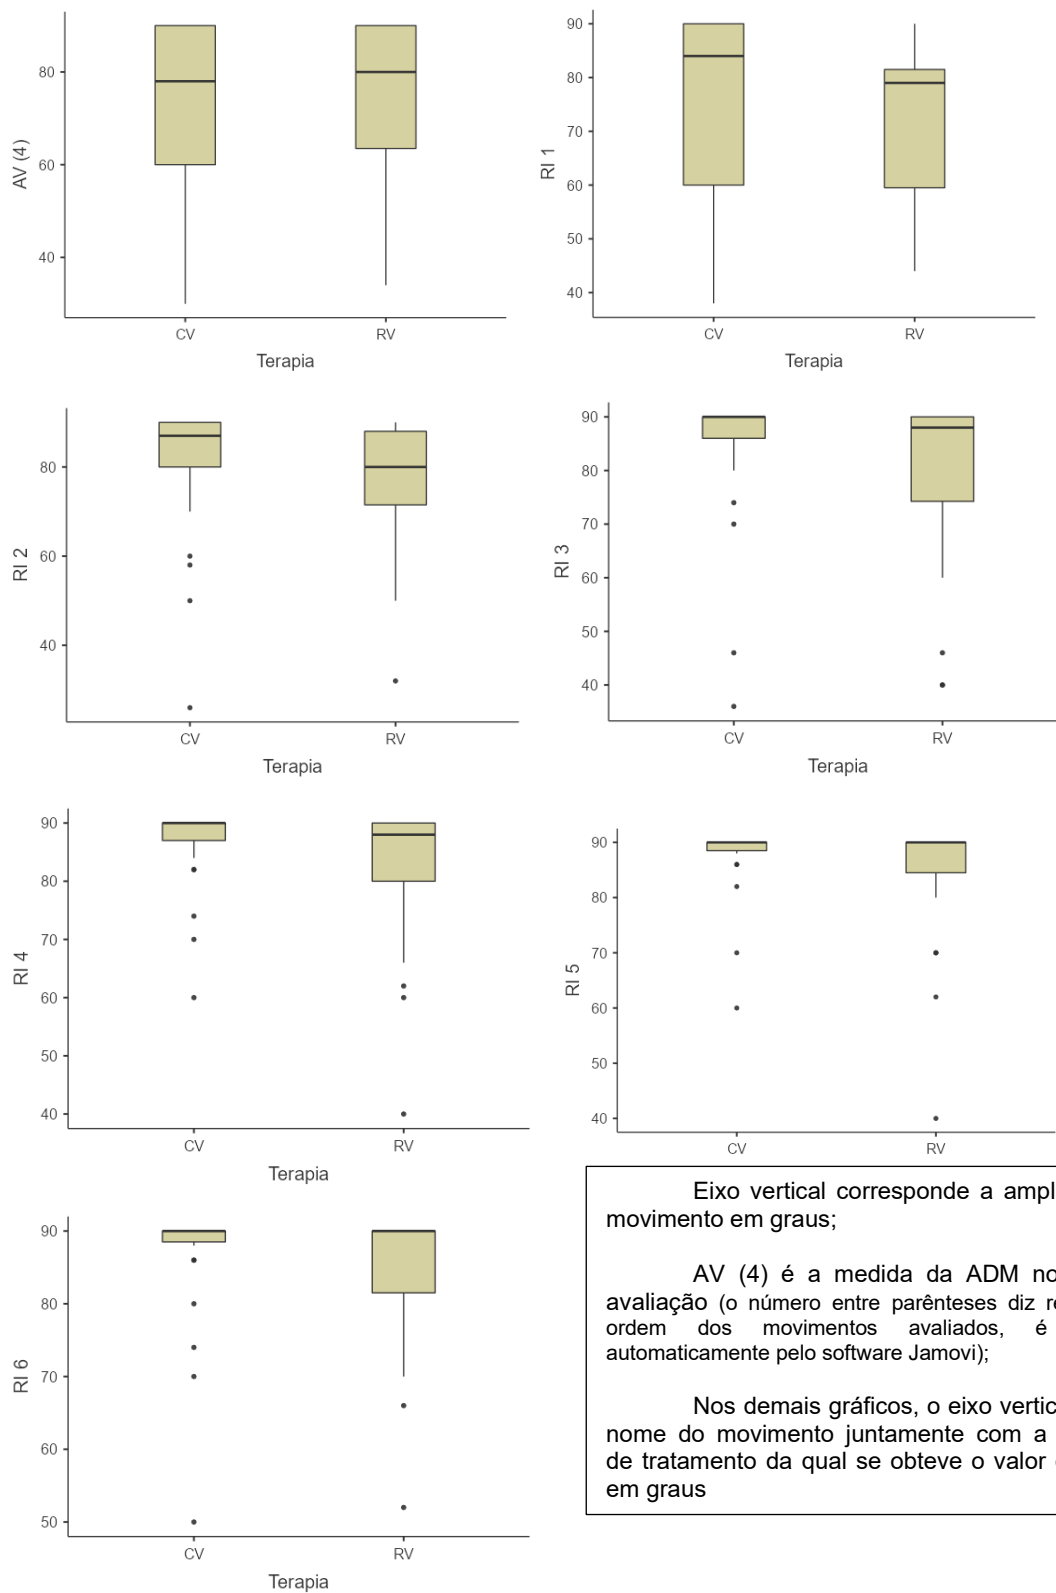 AV (4)
80
60
40
CV
RV
Terapia
RI 1
90
80
70
60
50
40
CV
RV
Terapia
RI 2
80
60
40
CV
RV
Terapia
RI 3
90
80
70
60
50
40
CV
RV
Terapia
RI 4
90
80
70
60
50
40
CV
RV
Terapia
RI 5
90
80
70
60
50
40
CV
RV
Eixo vertical corresponde a ampl
movimento em graus;
AV (4) é a medida da ADM no
avaliação (o número entre parênteses diz re
ordem dos movimentos avaliados, é
automaticamente pelo software Jamovi);
Nos demais gráficos, o eixo vertic
nome do movimento juntamente com a
de tratamento da qual se obteve o valor
em graus
RI 6
90
80
70
60
50
CV
RV
Terapia